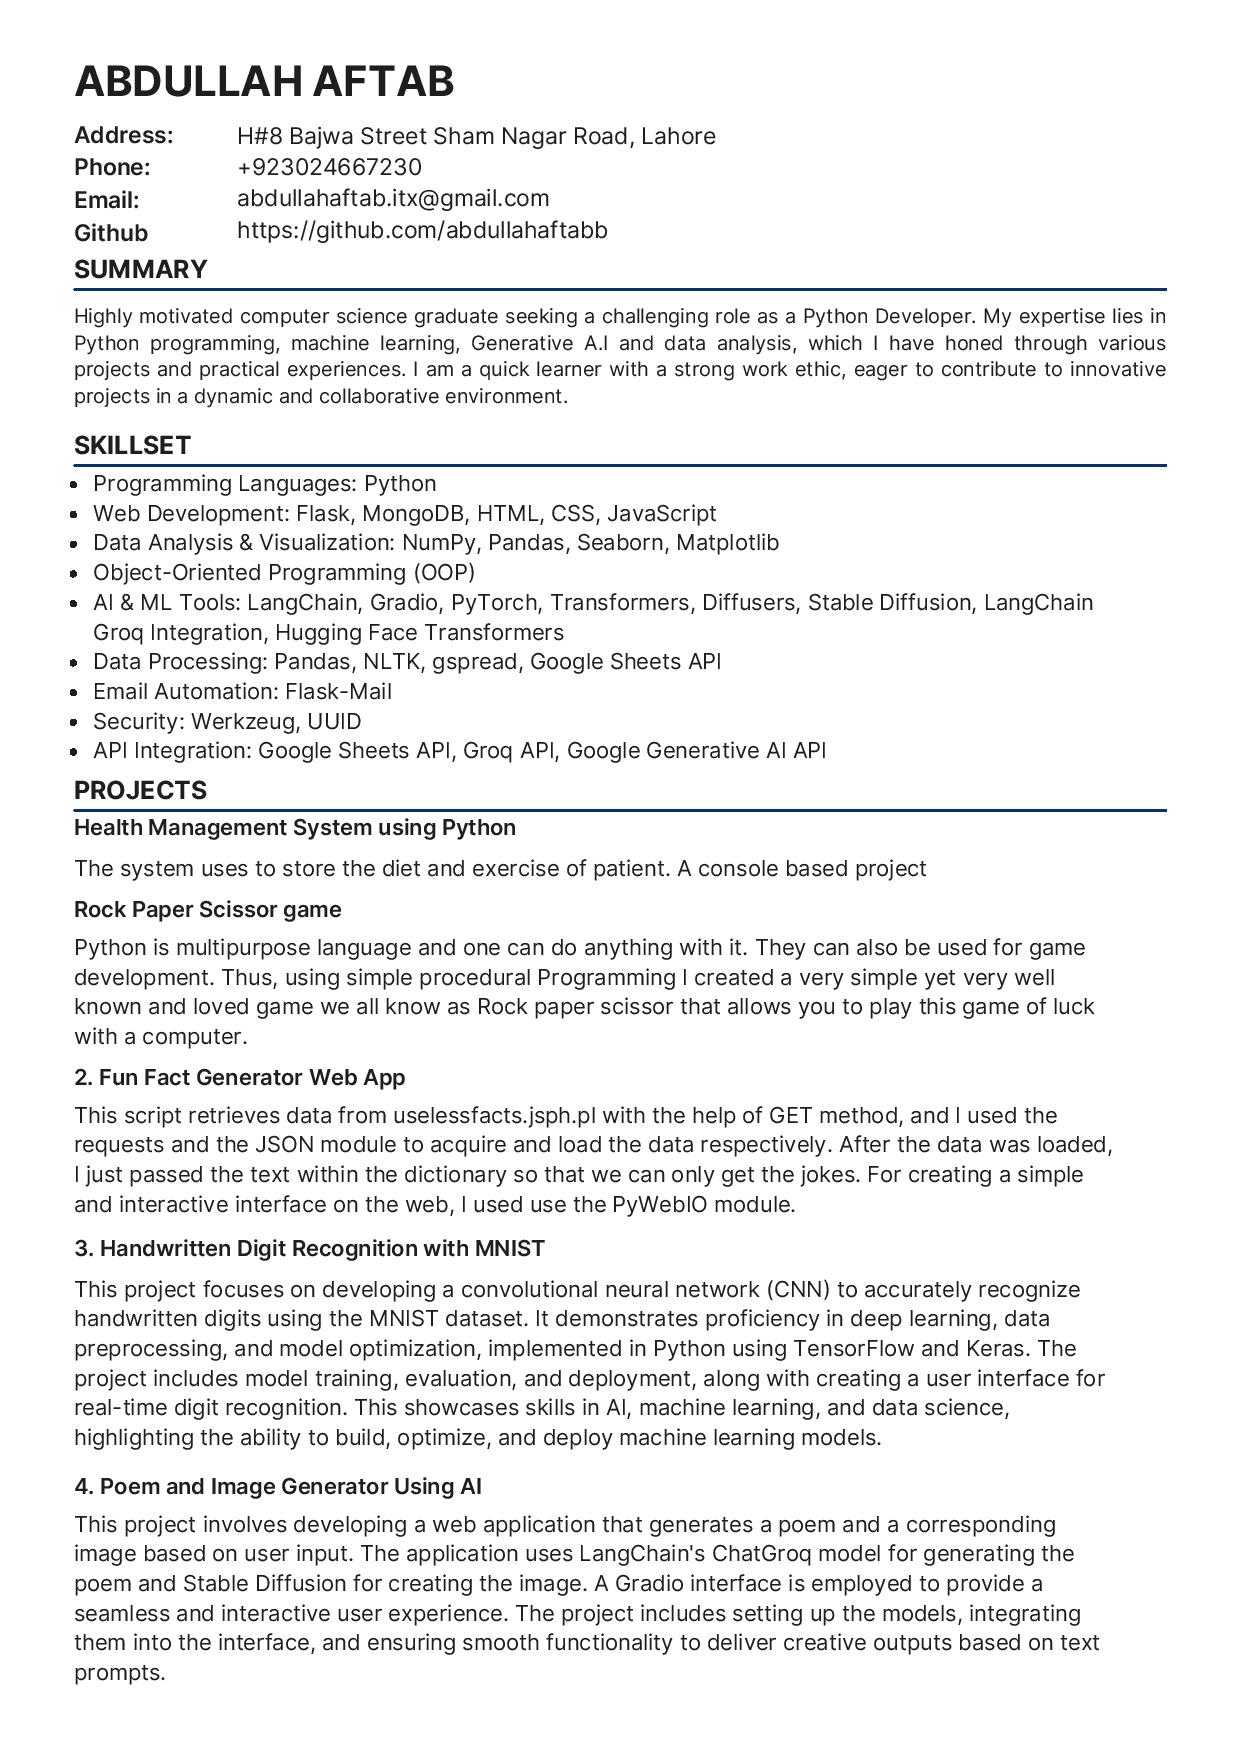 ABDULLAH AFTAB
Address: H#8 Bajwa Street Sham Nagar Road, Lahore
Phone: +923024667230
Email: abdullahaftab.itx@gmail.com
Github https://github.com/abdullahaftabb
SUMMARY
Highly motivated computer science graduate seeking a challenging role as a Python Developer. My expertise lies in
Python programming, machine learning, Generative A.I and data analysis, which I have honed through various
projects and practical experiences. I am a quick learner with a strong work ethic, eager to contribute to innovative
projects in a dynamic and collaborative environment.
SKILLSET
• Programming Languages: Python
• Web Development: Flask, MongoDB, HTML, CSS, JavaScript
• Data Analysis & Visualization: NumPy, Pandas, Seaborn, Matplotlib
• Object-Oriented Programming (OOP)
• AI & ML Tools: LangChain, Gradio, PyTorch, Transformers, Diffusers, Stable Diffusion, LangChain
Groq Integration, Hugging Face Transformers
• Data Processing: Pandas, NLTK, gspread, Google Sheets API
• Email Automation: Flask-Mail
• Security: Werkzeug, UUID
• API Integration: Google Sheets API, Groq API, Google Generative AI API
PROJECTS
Health Management System using Python
The system uses to store the diet and exercise of patient. A console based project
Rock Paper Scissor game
Python is multipurpose language and one can do anything with it. They can also be used for game
development. Thus, using simple procedural Programming I created a very simple yet very well
known and loved game we all know as Rock paper scissor that allows you to play this game of luck
with a computer.
2. Fun Fact Generator Web App
This script retrieves data from uselessfacts.jsph.pl with the help of GET method, and I used the
requests and the JSON module to acquire and load the data respectively. After the data was loaded,
I just passed the text within the dictionary so that we can only get the jokes. For creating a simple
and interactive interface on the web, I used use the PyWebIO module.
3. Handwritten Digit Recognition with MNIST
This project focuses on developing a convolutional neural network (CNN) to accurately recognize
handwritten digits using the MNIST dataset. It demonstrates proficiency in deep learning, data
preprocessing, and model optimization, implemented in Python using TensorFlow and Keras. The
project includes model training, evaluation, and deployment, along with creating a user interface for
real-time digit recognition. This showcases skills in AI, machine learning, and data science,
highlighting the ability to build, optimize, and deploy machine learning models.
4. Poem and Image Generator Using AI
This project involves developing a web application that generates a poem and a corresponding
image based on user input. The application uses LangChain's ChatGroq model for generating the
poem and Stable Diffusion for creating the image. A Gradio interface is employed to provide a
seamless and interactive user experience. The project includes setting up the models, integrating
them into the interface, and ensuring smooth functionality to deliver creative outputs based on text
prompts.